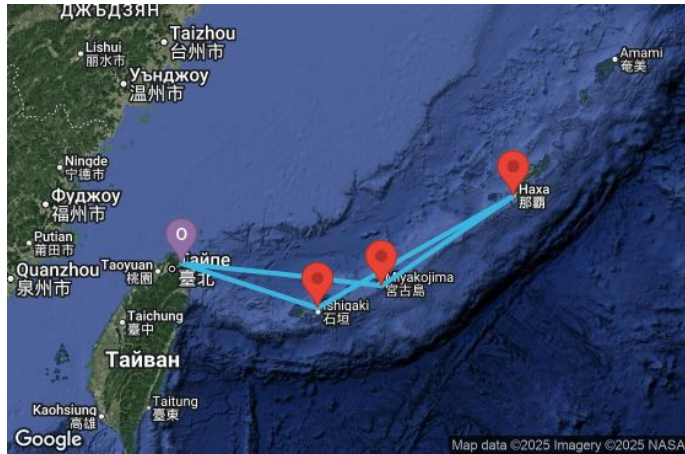 ДЖЪДЗЯН
Taizhou
台州市
Lishui
丽水市
Уънджоу
温州市
Amami
奄美
Ningde
宁德市
Фуджоу
福州市
Haxa
那覇
Putian
莆田市
O
Taoyuan
桃園
тайпе
臺北
Quanzhou
泉州市
Miyakojima
宮古島
Ishigaki
石垣
Taichung
臺中
Тайван
Taitung
臺東
Kaohsiung
高雄
Google
Map data ©2025 Imagery ©2025 NASA